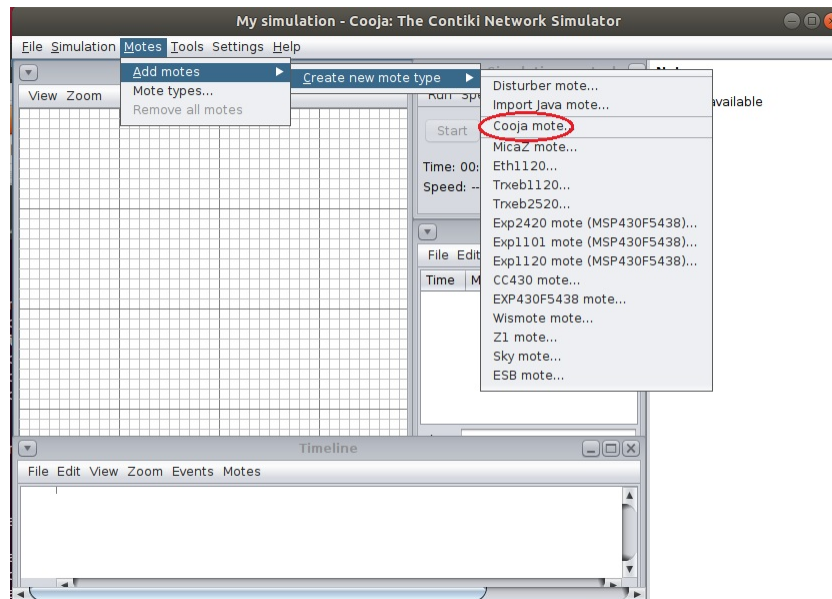 My simulation - Cooja: The Contiki Network Simulator
File Simulation Motes Tools Settings Help
Add motes
Mote types...
Remove all motes
Create new mote type
Disturber mote...
Import Java mote...
Cooja mote...
MicaZ mote...
Eth1120...
Trxeb1120...
Trxeb2520...
Exp2420 mote (MSP430F5438)...
Exp1101 mote (MSP430F5438)...
Exp1120 mote (MSP430F5438)...
CC430 mote...
EXP430F5438 mote...
Wismote mote...
Z1 mote...
Sky mote...
ESB mote...
View Zoom
Run
Start
Time: 00:
Speed: --
available
File Edit
Time
Timeline
File Edit View Zoom Events Motes